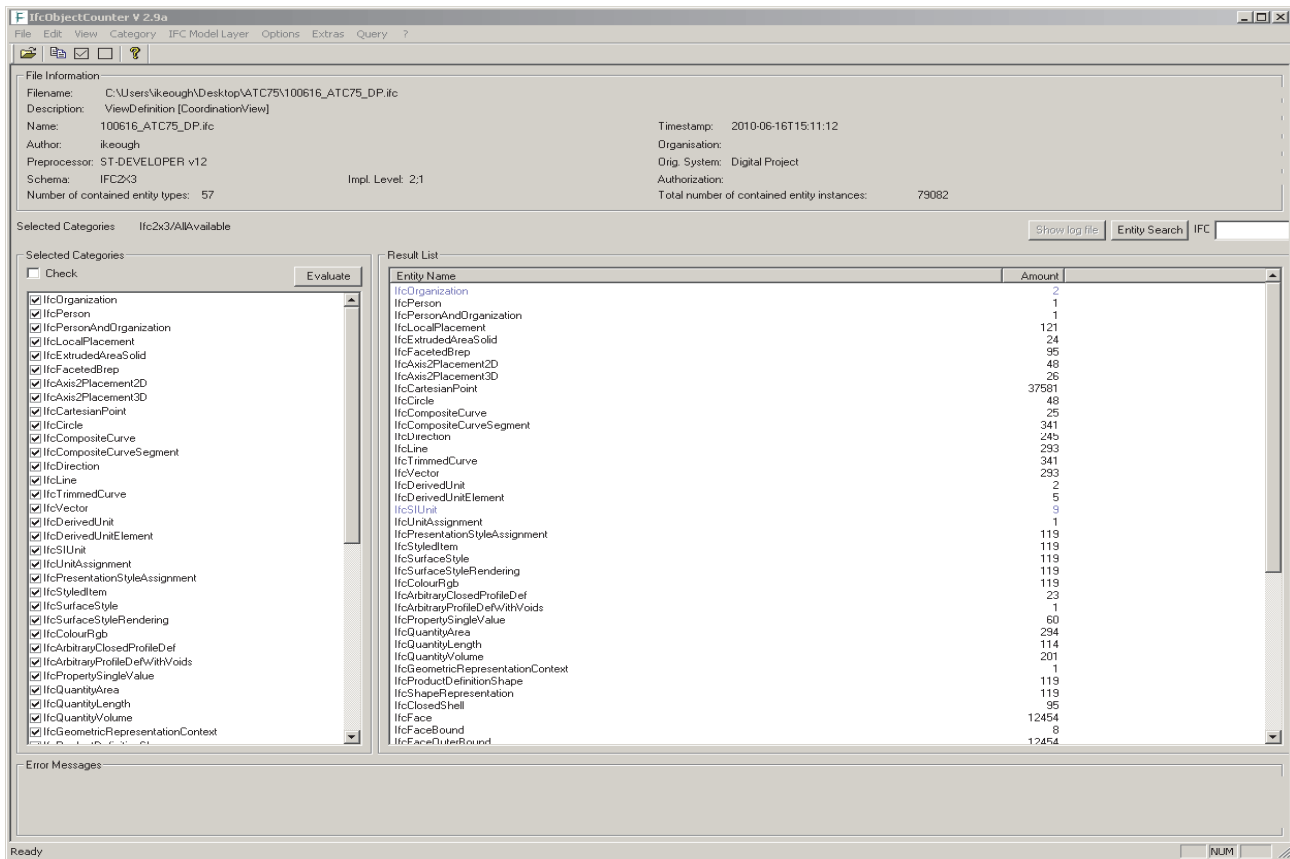 IfcObjectCounter V 2.9a
File Edit View Category IFC Model Layer Options Extras Query ?
File Information
Filename: C:\Users\ikeough\Desktop\ATC75\100616_ATC75_DP.ifc
Description: ViewDefinition [CoordinationView]
Name: 100616_ATC75_DP.ifc Timestamp: 2010-06-16T15:11:12
Author: ikeough Organisation:
Preprocessor: ST-DEVELOPER v12 Orig. System: Digital Project
Schema: IFC2X3 Impl. Level: 2;1 Authorization:
Number of contained entity types: 57 Total number of contained entity instances: 79082
Selected Categories Ifc2x3/AllAvailable Show log file Entity Search IFC
Selected Categories
Check Evaluate
IfcOrganization
IfcPerson
IfcPersonAndOrganization
IfcLocalPlacement
IfcExtrudedAreaSolid
IfcFacetedBrep
IfcAxis2Placement2D
IfcAxis2Placement3D
IfcCartesianPoint
IfcCircle
IfcCompositeCurve
IfcCompositeCurveSegment
IfcDirection
IfcLine
IfcTrimmedCurve
IfcVector
IfcDerivedUnit
IfcDerivedUnitElement
IfcSIUnit
IfcUnitAssignment
IfcPresentationStyleAssignment
IfcStyledItem
IfcSurfaceStyle
IfcSurfaceStyleRendering
IfcColourRgb
IfcArbitraryClosedProfileDef
IfcArbitraryProfileDefWithVoids
IfcPropertySingleValue
IfcQuantityArea
IfcQuantityLength
IfcQuantityVolume
IfcGeometricRepresentationContext
Result List
Entity Name Amount
IfcOrganization 2
IfcPerson 1
IfcPersonAndOrganization 1
IfcLocalPlacement 121
IfcExtrudedAreaSolid 24
IfcFacetedBrep 95
IfcAxis2Placement2D 48
IfcAxis2Placement3D 26
IfcCartesianPoint 37581
IfcCircle 48
IfcCompositeCurve 25
IfcCompositeCurveSegment 341
IfcDirection 245
IfcLine 293
IfcTrimmedCurve 341
IfcVector 293
IfcDerivedUnit 2
IfcDerivedUnitElement 5
IfcSIUnit 9
IfcUnitAssignment 1
IfcPresentationStyleAssignment 119
IfcStyledItem 119
IfcSurfaceStyle 119
IfcSurfaceStyleRendering 119
IfcColourRgb 119
IfcArbitraryClosedProfileDef 23
IfcArbitraryProfileDefWithVoids 1
IfcPropertySingleValue 60
IfcQuantityArea 294
IfcQuantityLength 114
IfcQuantityVolume 201
IfcGeometricRepresentationContext 1
IfcProductDefinitionShape 119
IfcShapeRepresentation 119
IfcClosedShell 95
IfcFace 12454
IfcFaceBound 8
IfcFaceOuterBound 12454
Error Messages
Ready NUM